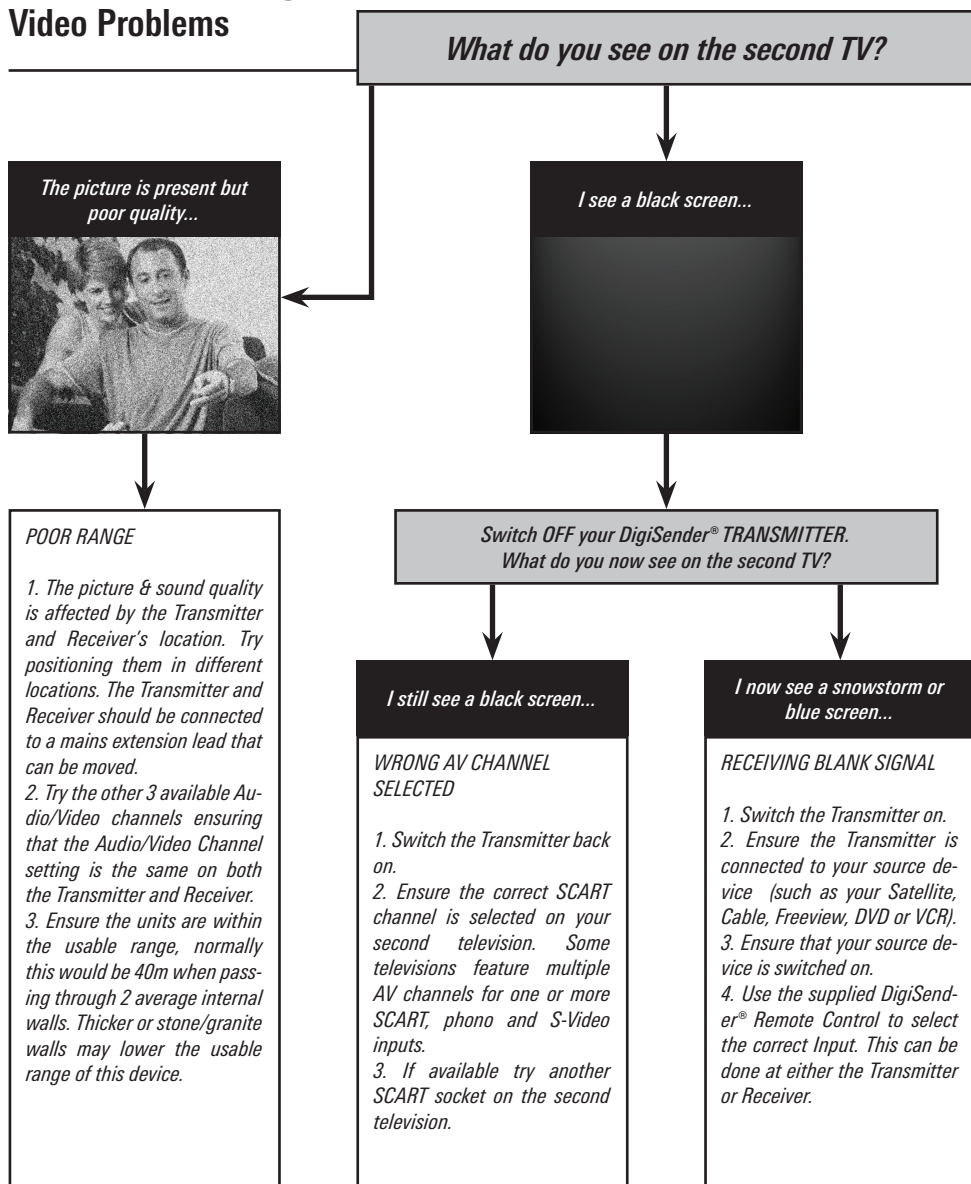 Video Problems
What do you see on the second TV?
The picture is present but
poor quality...
I see a black screen...
POOR RANGE
1. The picture & sound quality
is affected by the Transmitter
and Receiver's location. Try
positioning them in different
locations. The Transmitter and
Receiver should be connected
to a mains extension lead that
can be moved.
2. Try the other 3 available Au-
dio/Video channels ensuring
that the Audio/Video Channel
setting is the same on both
the Transmitter and Receiver.
3. Ensure the units are within
the usable range, normally
this would be 40m when pass-
ing through 2 average internal
walls. Thicker or stone/granite
walls may lower the usable
range of this device.
Switch OFF your DigiSender® TRANSMITTER.
What do you now see on the second TV?
I still see a black screen...
WRONG AV CHANNEL
SELECTED
1. Switch the Transmitter back
on.
2. Ensure the correct SCART
channel is selected on your
second television. Some
televisions feature multiple
AV channels for one or more
SCART, phono and S-Video
inputs.
3. If available try another
SCART socket on the second
television.
I now see a snowstorm or
blue screen...
RECEIVING BLANK SIGNAL
1. Switch the Transmitter on.
2. Ensure the Transmitter is
connected to your source de-
vice (such as your Satellite,
Cable, Freeview, DVD or VCR).
3. Ensure that your source de-
vice is switched on.
4. Use the supplied DigiSend-
er® Remote Control to select
the correct Input. This can be
done at either the Transmitter
or Receiver.